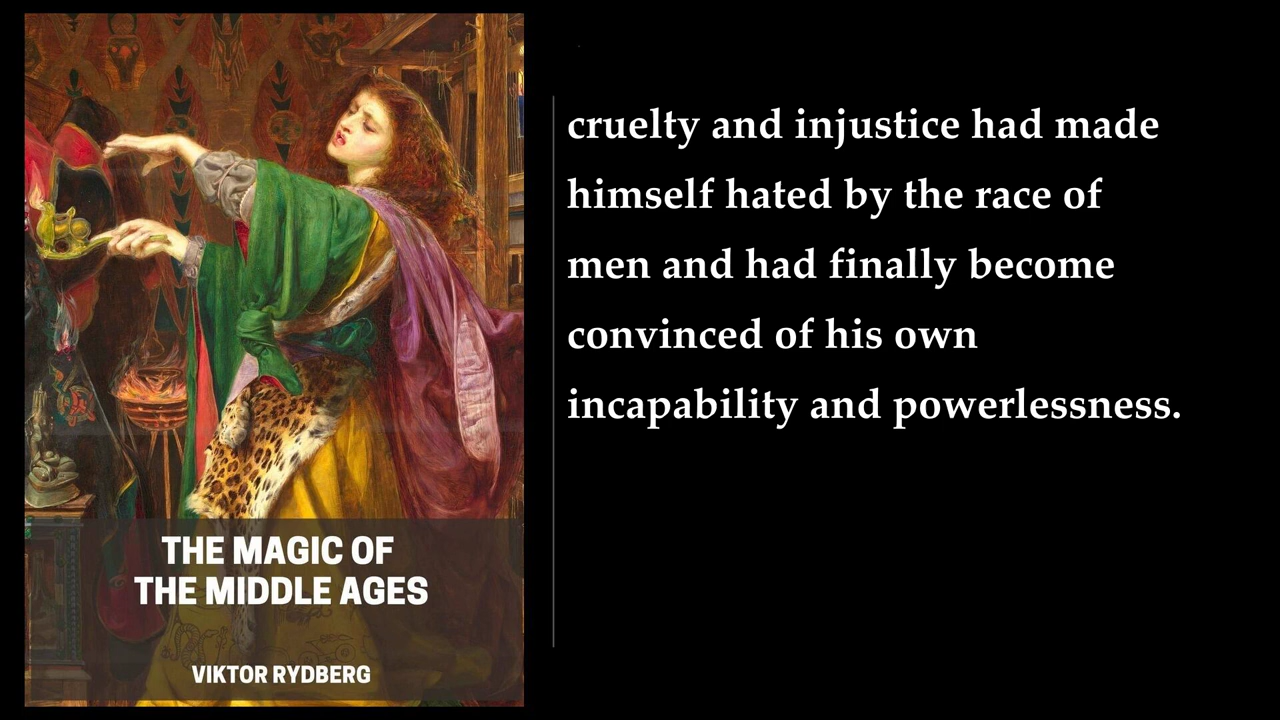 cruelty and injustice had made
himself hated by the race of
men and had finally become
convinced of his own
incapability and powerlessness.
THE MAGIC OF
THE MIDDLE AGES
VIKTOR RYDBERG